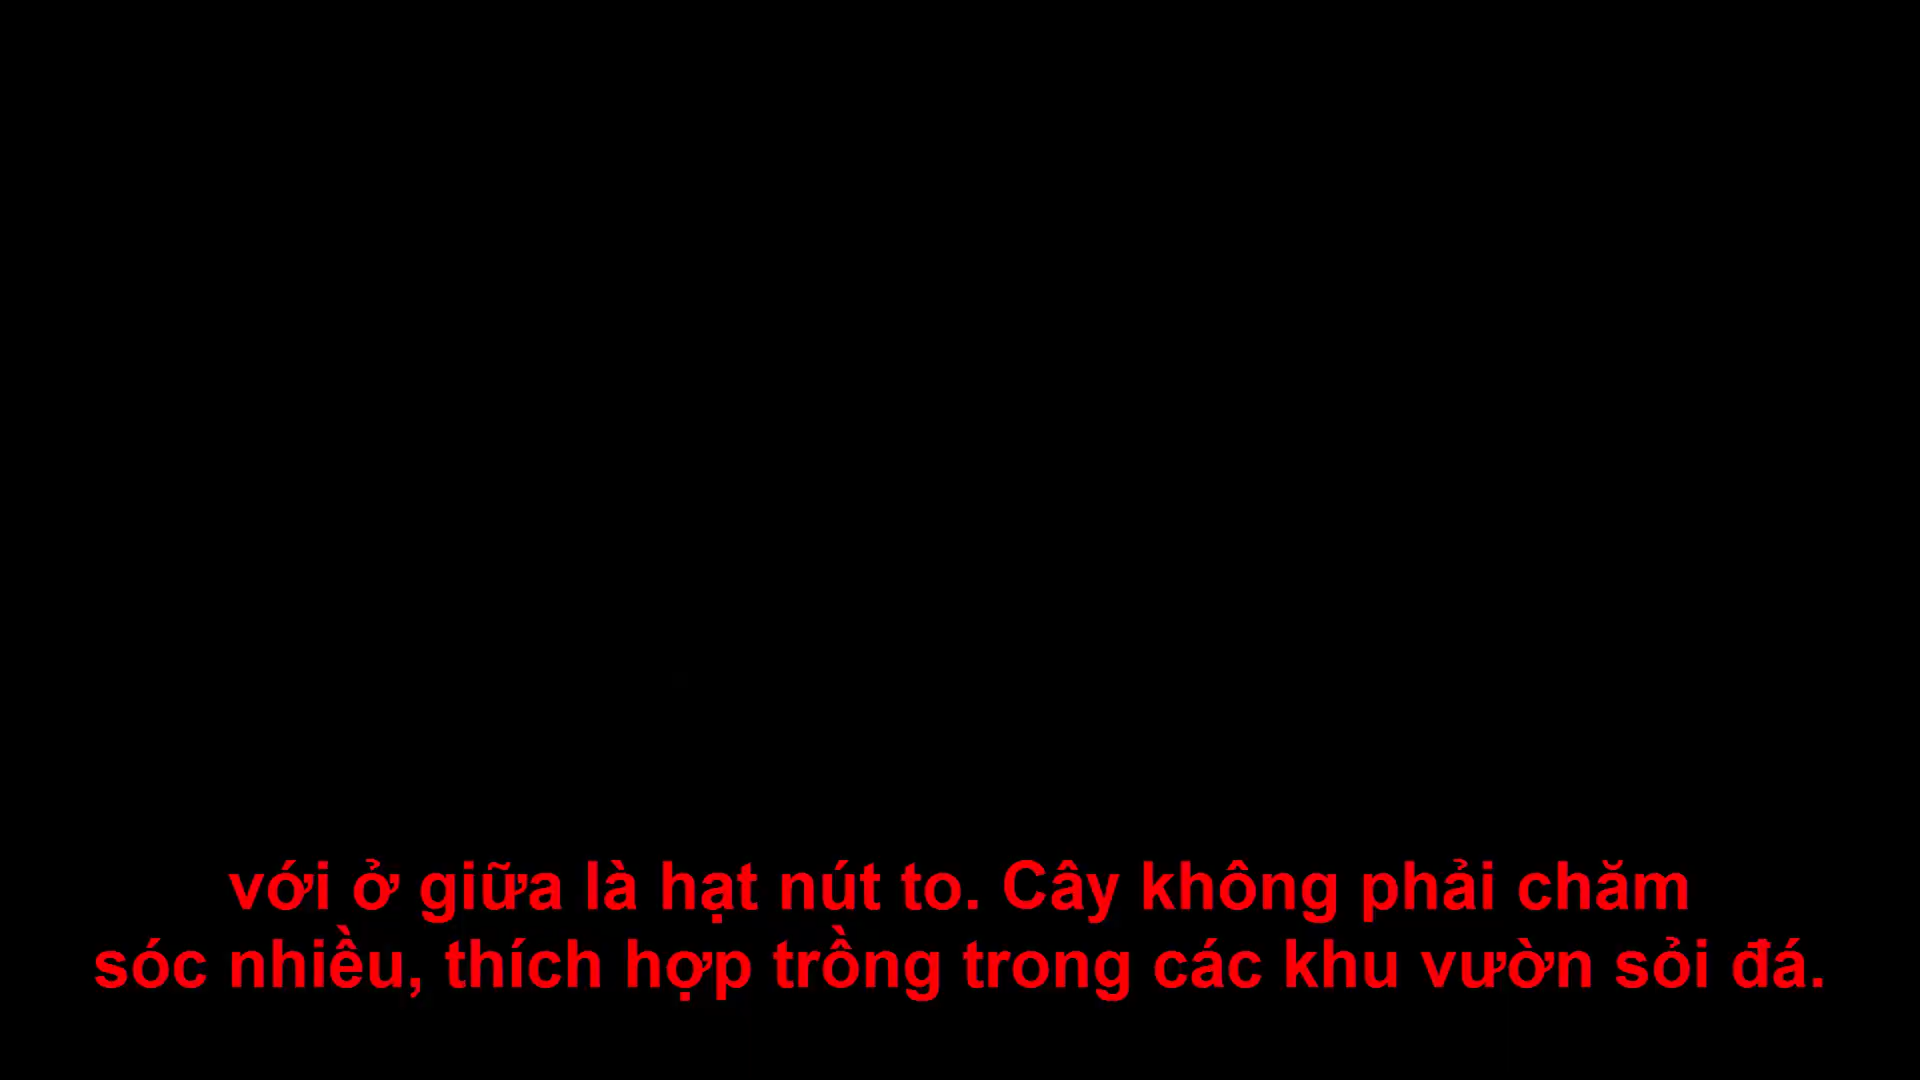 với ở giữa là hạt nút to. Cây không phải chăm
sóc nhiều, thích hợp trồng trong các khu vườn sỏi đá.